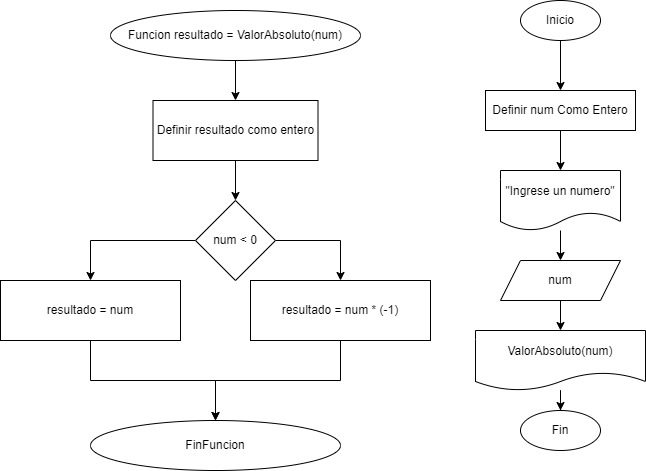 Funcion resultado = ValorAbsoluto(num)
Definir resultado como entero
num < 0
resultado = num
resultado = num * (-1)
FinFuncion
Inicio
Definir num Como Entero
"Ingrese un numero"
num
ValorAbsoluto(num)
Fin